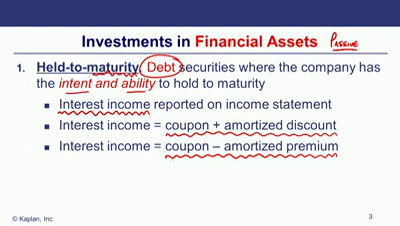 Investments in Financial Assets PASSIVE
1. Held-to-maturity Debt securities where the company has
the intent and ability to hold to maturity
▪ Interest income reported on income statement
▪ Interest income = coupon + amortized discount
▪ Interest income = coupon – amortized premium
© Kaplan, Inc.
3